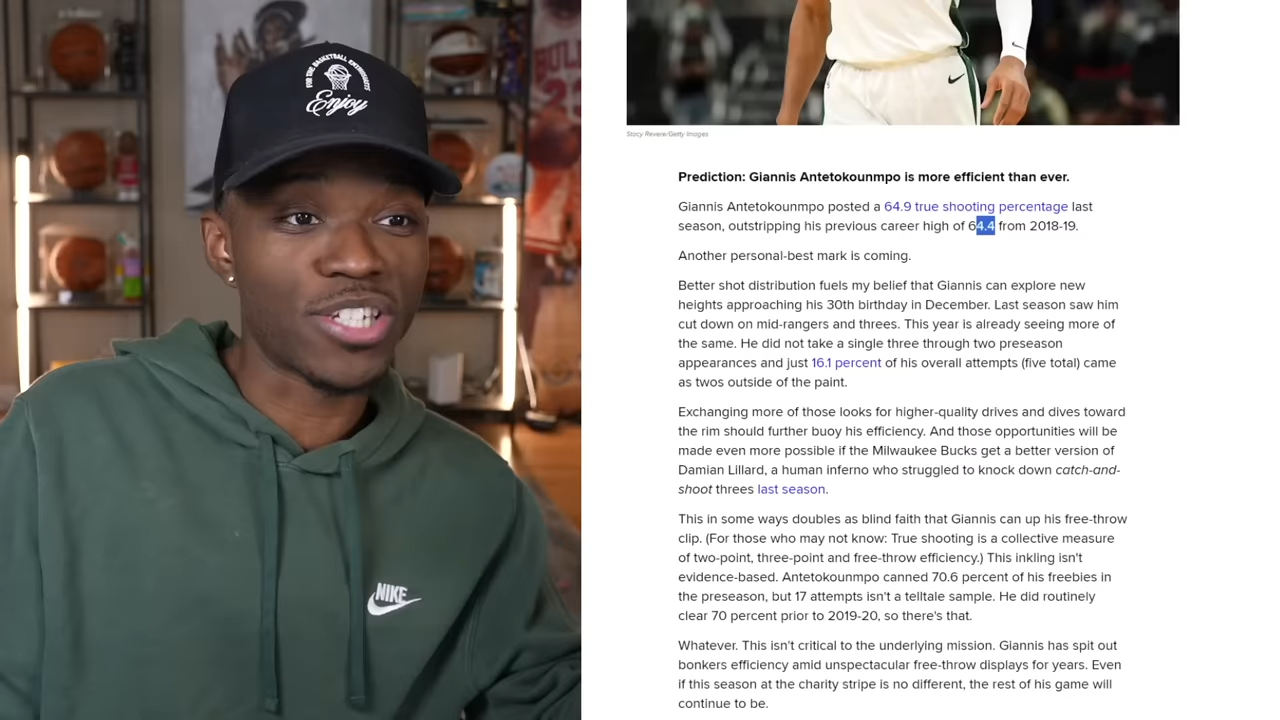 FOR THE BASKETBALL ENTHUSIASTS
Enjoy
BULL
23
NIKE
Stacy Revere/Getty Images
Prediction: Giannis Antetokounmpo is more efficient than ever.
Giannis Antetokounmpo posted a 64.9 true shooting percentage last
season, outstripping his previous career high of 64.4 from 2018-19.
Another personal-best mark is coming.
Better shot distribution fuels my belief that Giannis can explore new
heights approaching his 30th birthday in December. Last season saw him
cut down on mid-rangers and threes. This year is already seeing more of
the same. He did not take a single three through two preseason
appearances and just 16.1 percent of his overall attempts (five total) came
as twos outside of the paint.
Exchanging more of those looks for higher-quality drives and dives toward
the rim should further buoy his efficiency. And those opportunities will be
made even more possible if the Milwaukee Bucks get a better version of
Damian Lillard, a human inferno who struggled to knock down catch-and-
shoot threes last season.
This in some ways doubles as blind faith that Giannis can up his free-throw
clip. (For those who may not know: True shooting is a collective measure
of two-point, three-point and free-throw efficiency.) This inkling isn't
evidence-based. Antetokounmpo canned 70.6 percent of his freebies in
the preseason, but 17 attempts isn't a telltale sample. He did routinely
clear 70 percent prior to 2019-20, so there's that.
Whatever. This isn't critical to the underlying mission. Giannis has spit out
bonkers efficiency amid unspectacular free-throw displays for years. Even
if this season at the charity stripe is no different, the rest of his game will
continue to be.